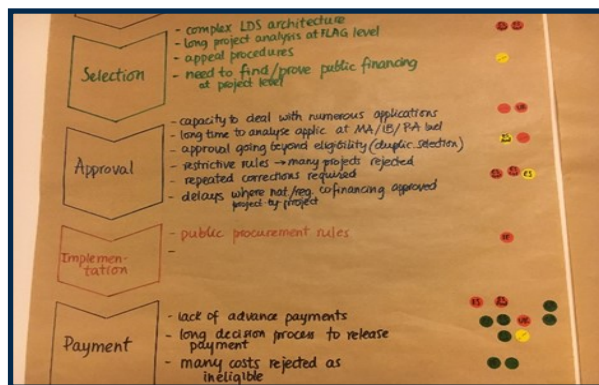 - complex LDS architecture
- long project analysis at FLAG level
- appeal procedures
Selection
- need to find/prove public financing
at project level
- capacity to deal with numerous applications
- long time to analyse applic at MA/IB/PA level
- approval going beyond eligibility (duplic. selection)
Approval
- restrictive rules → many projects rejected
- repeated corrections required
- delays where nat./reg. cofinancing approved
project by project
- public procurement rules
Implemen-
tation
-
- lack of advance payments
- long decision process to release
payment
Payment
- many costs rejected as
ineligible